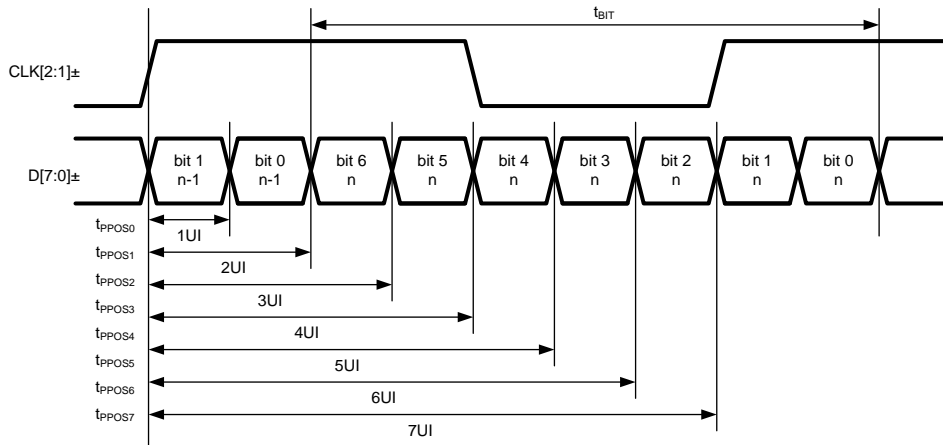 tBIT
CLK[2:1]±
D[7:0]±
bit 1 n-1
bit 0 n-1
bit 6 n
bit 5 n
bit 4 n
bit 3 n
bit 2 n
bit 1 n
bit 0 n
tPPOS0
1UI
tPPOS1
2UI
tPPOS2
3UI
tPPOS3
4UI
tPPOS4
5UI
tPPOS5
6UI
tPPOS6
7UI
tPPOS7